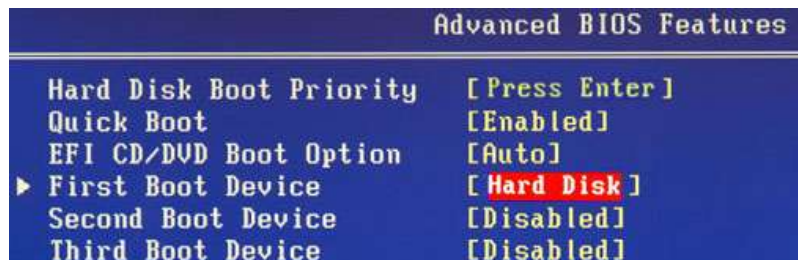 Advanced BIOS Features
Hard Disk Boot Priority [Press Enter]
Quick Boot [Enabled]
EFI CD/DVD Boot Option [Auto]
First Boot Device [Hard Disk]
Second Boot Device [Disabled]
Third Boot Device [Disabled]